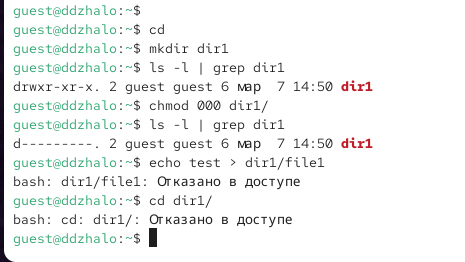 guest@ddzhalo:~$
guest@ddzhalo:~$ cd
guest@ddzhalo:~$ mkdir dir1
guest@ddzhalo:~$ ls -l | grep dir1
drwxr-xr-x. 2 guest guest 6 мар  7 14:50 dir1
guest@ddzhalo:~$ chmod 000 dir1/
guest@ddzhalo:~$ ls -l | grep dir1
d---------. 2 guest guest 6 мар  7 14:50 dir1
guest@ddzhalo:~$ echo test > dir1/file1
bash: dir1/file1: Отказано в доступе
guest@ddzhalo:~$ cd dir1/
bash: cd: dir1/: Отказано в доступе
guest@ddzhalo:~$